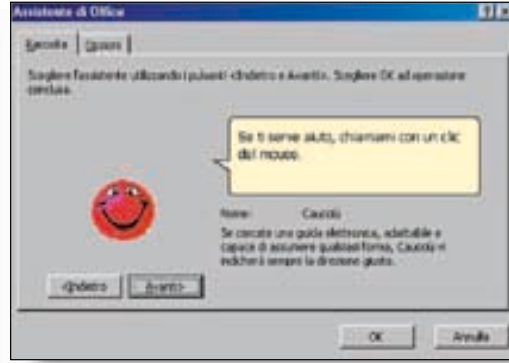 Assistente di Office
Raccolta Opzioni
Scegliere l'assistente utilizzando i pulsanti <Indietro e Avanti>. Scegliere OK ad operazione
conclusa.
Se ti serve aiuto, chiamami con un clic
del mouse.
Nome: Caucciù
Se cercate una guida elettronica, adattabile e
capace di assumere qualsiasi forma, Caucciù vi
indicherà sempre la direzione giusta.
<Indietro Avanti>
OK Annulla